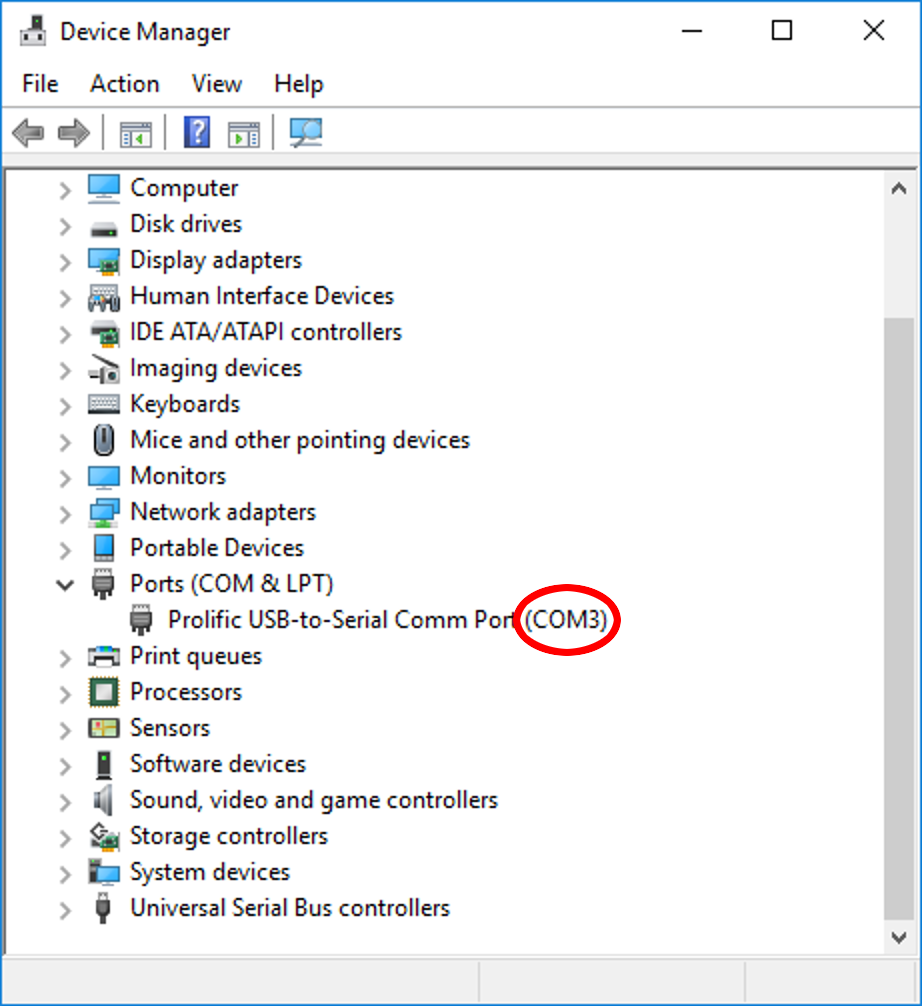 Device Manager
File Action View Help
Computer
Disk drives
Display adapters
Human Interface Devices
IDE ATA/ATAPI controllers
Imaging devices
Keyboards
Mice and other pointing devices
Monitors
Network adapters
Portable Devices
Ports (COM & LPT)
Prolific USB-to-Serial Comm Port (COM3)
Print queues
Processors
Sensors
Software devices
Sound, video and game controllers
Storage controllers
System devices
Universal Serial Bus controllers